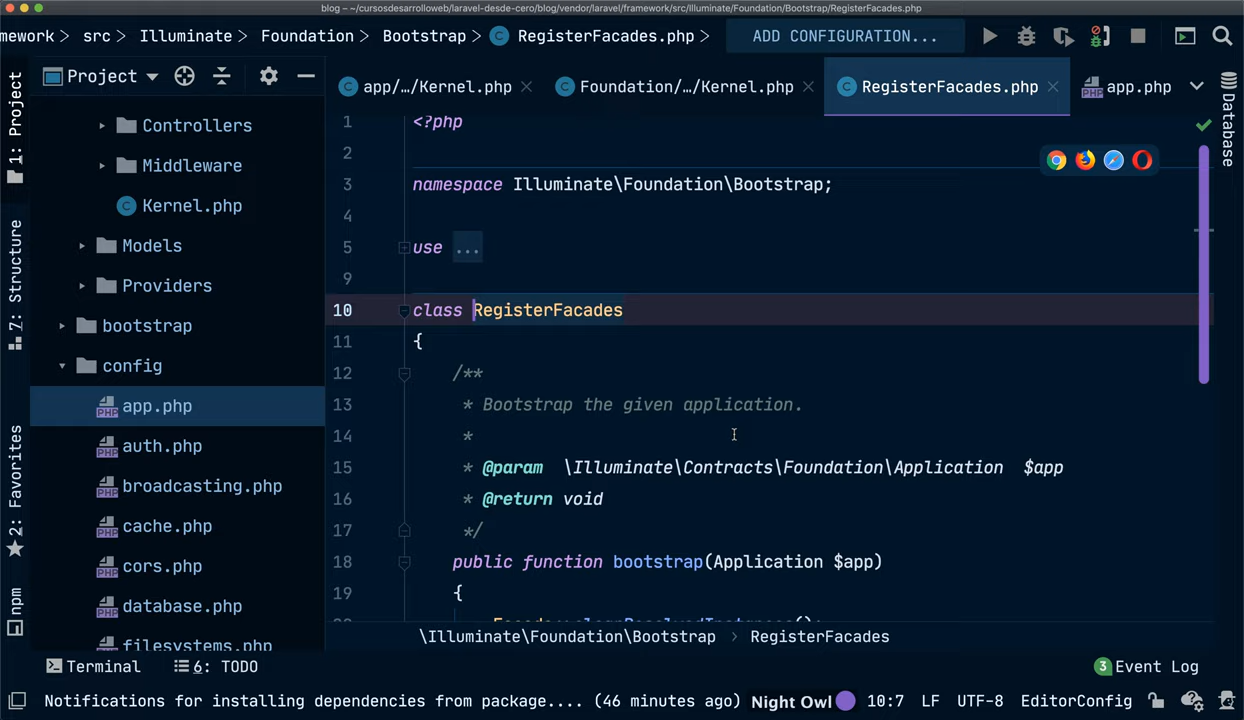 blog – ~/cursosdesarrolloweb/laravel-desde-cero/blog/vendor/laravel/framework/src/Illuminate/Foundation/Bootstrap/RegisterFacades.php
mework > src > Illuminate > Foundation > Bootstrap > RegisterFacades.php > ADD CONFIGURATION...
Project
app/…/Kernel.php
Foundation/…/Kernel.php
RegisterFacades.php
app.php
1: Project
7: Structure
2: Favorites
npm
Database
Controllers
Middleware
Kernel.php
Models
Providers
bootstrap
config
app.php
auth.php
broadcasting.php
cache.php
cors.php
database.php
filesystems.php
1 <?php
2
3 namespace Illuminate\Foundation\Bootstrap;
4
5 use ...
9
10 class RegisterFacades
11 {
12 /**
13 * Bootstrap the given application.
14 *
15 * @param \Illuminate\Contracts\Foundation\Application $app
16 * @return void
17 */
18 public function bootstrap(Application $app)
19 {
\Illuminate\Foundation\Bootstrap > RegisterFacades
Terminal 6: TODO 3 Event Log
Notifications for installing dependencies from package.... (46 minutes ago) Night Owl 10:7 LF UTF-8 EditorConfig